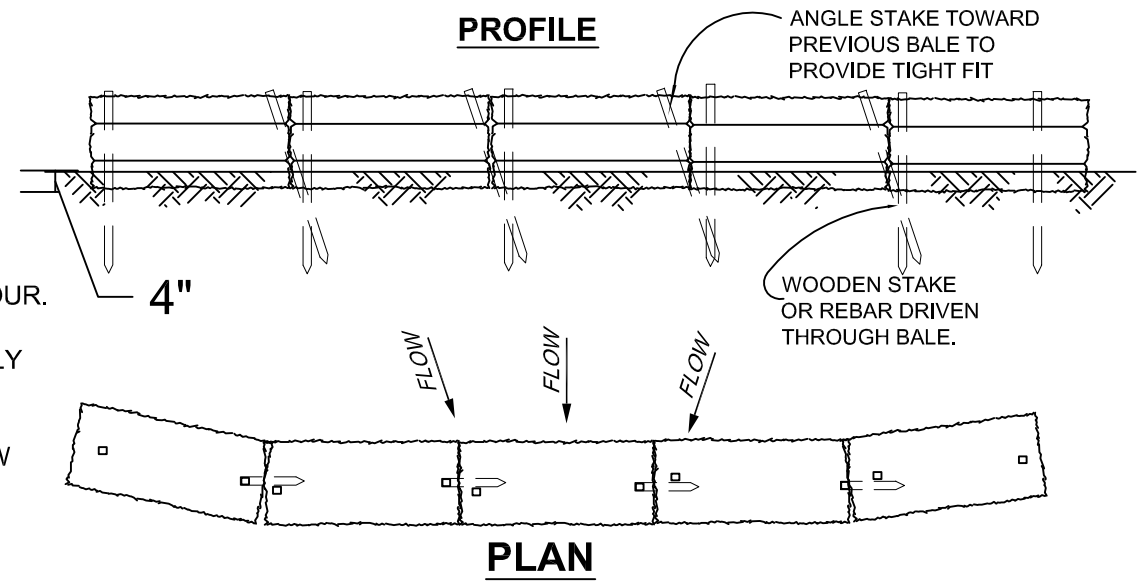 PROFILE
ANGLE STAKE TOWARD
PREVIOUS BALE TO
PROVIDE TIGHT FIT
4"
WOODEN STAKE
OR REBAR DRIVEN
THROUGH BALE.
FLOW
FLOW
FLOW
PLAN